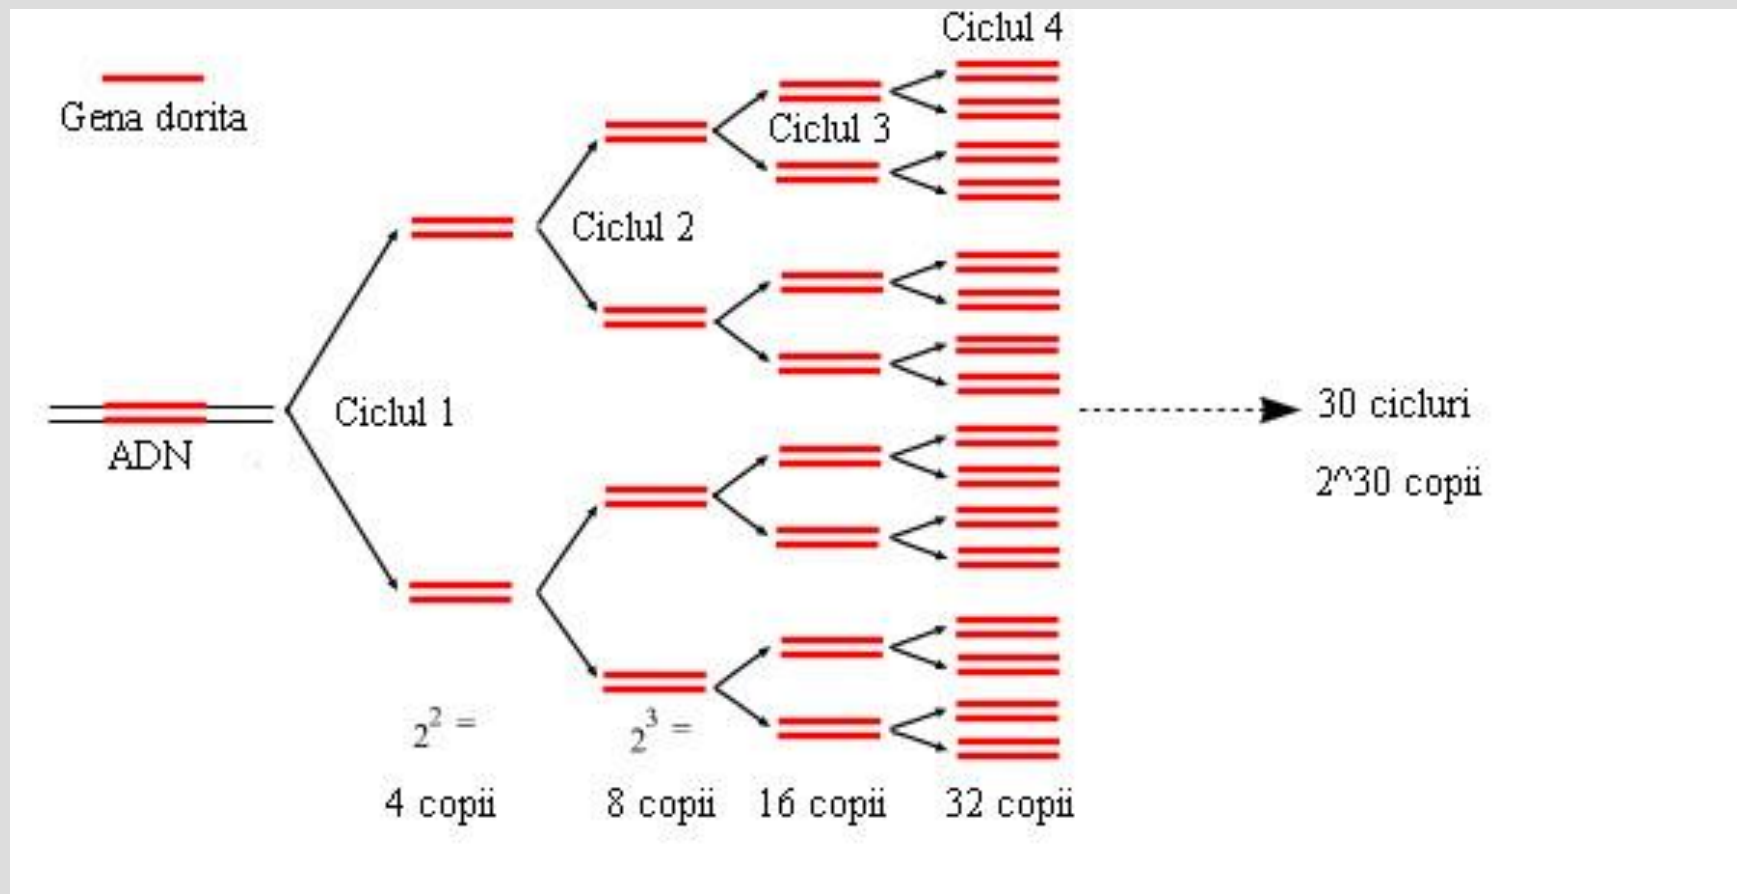 Ciclul 4
Gena dorita
Ciclul 3
Ciclul 2
Ciclul 1
ADN
30 cicluri
2^30 copii
2² =
2³ =
4 copii
8 copii
16 copii
32 copii